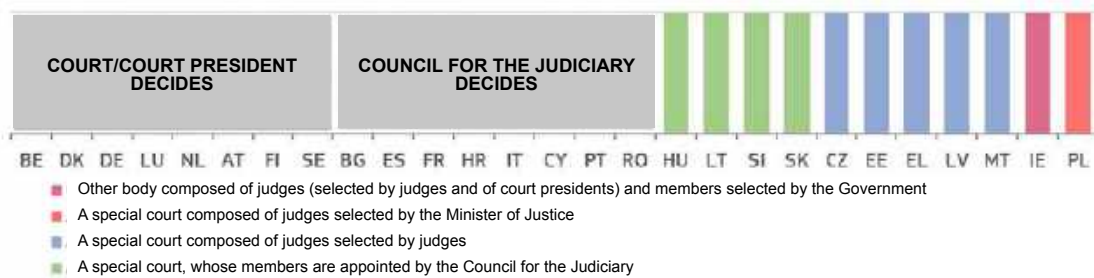 COURT/COURT PRESIDENT
DECIDES
COUNCIL FOR THE JUDICIARY
DECIDES
BE DK DE LU NL AT FI SE BG ES FR HR IT CY PT RO HU LT SI SK CZ EE EL LV MT IE PL
Other body composed of judges (selected by judges and of court presidents) and members selected by the Government
A special court composed of judges selected by the Minister of Justice
A special court composed of judges selected by judges
A special court, whose members are appointed by the Council for the Judiciary